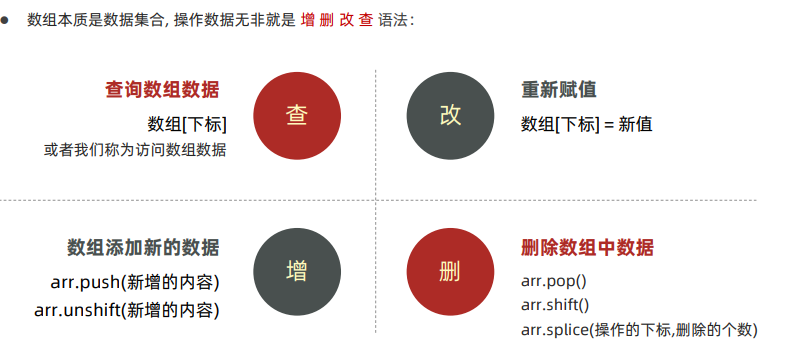 数组本质是数据集合, 操作数据无非就是 增 删 改 查 语法：
查询数组数据
数组[下标]
或者我们称为访问数组数据
查
改
重新赋值
数组[下标] = 新值
数组添加新的数据
arr.push(新增的内容)
arr.unshift(新增的内容)
增
删
删除数组中数据
arr.pop()
arr.shift()
arr.splice(操作的下标,删除的个数)